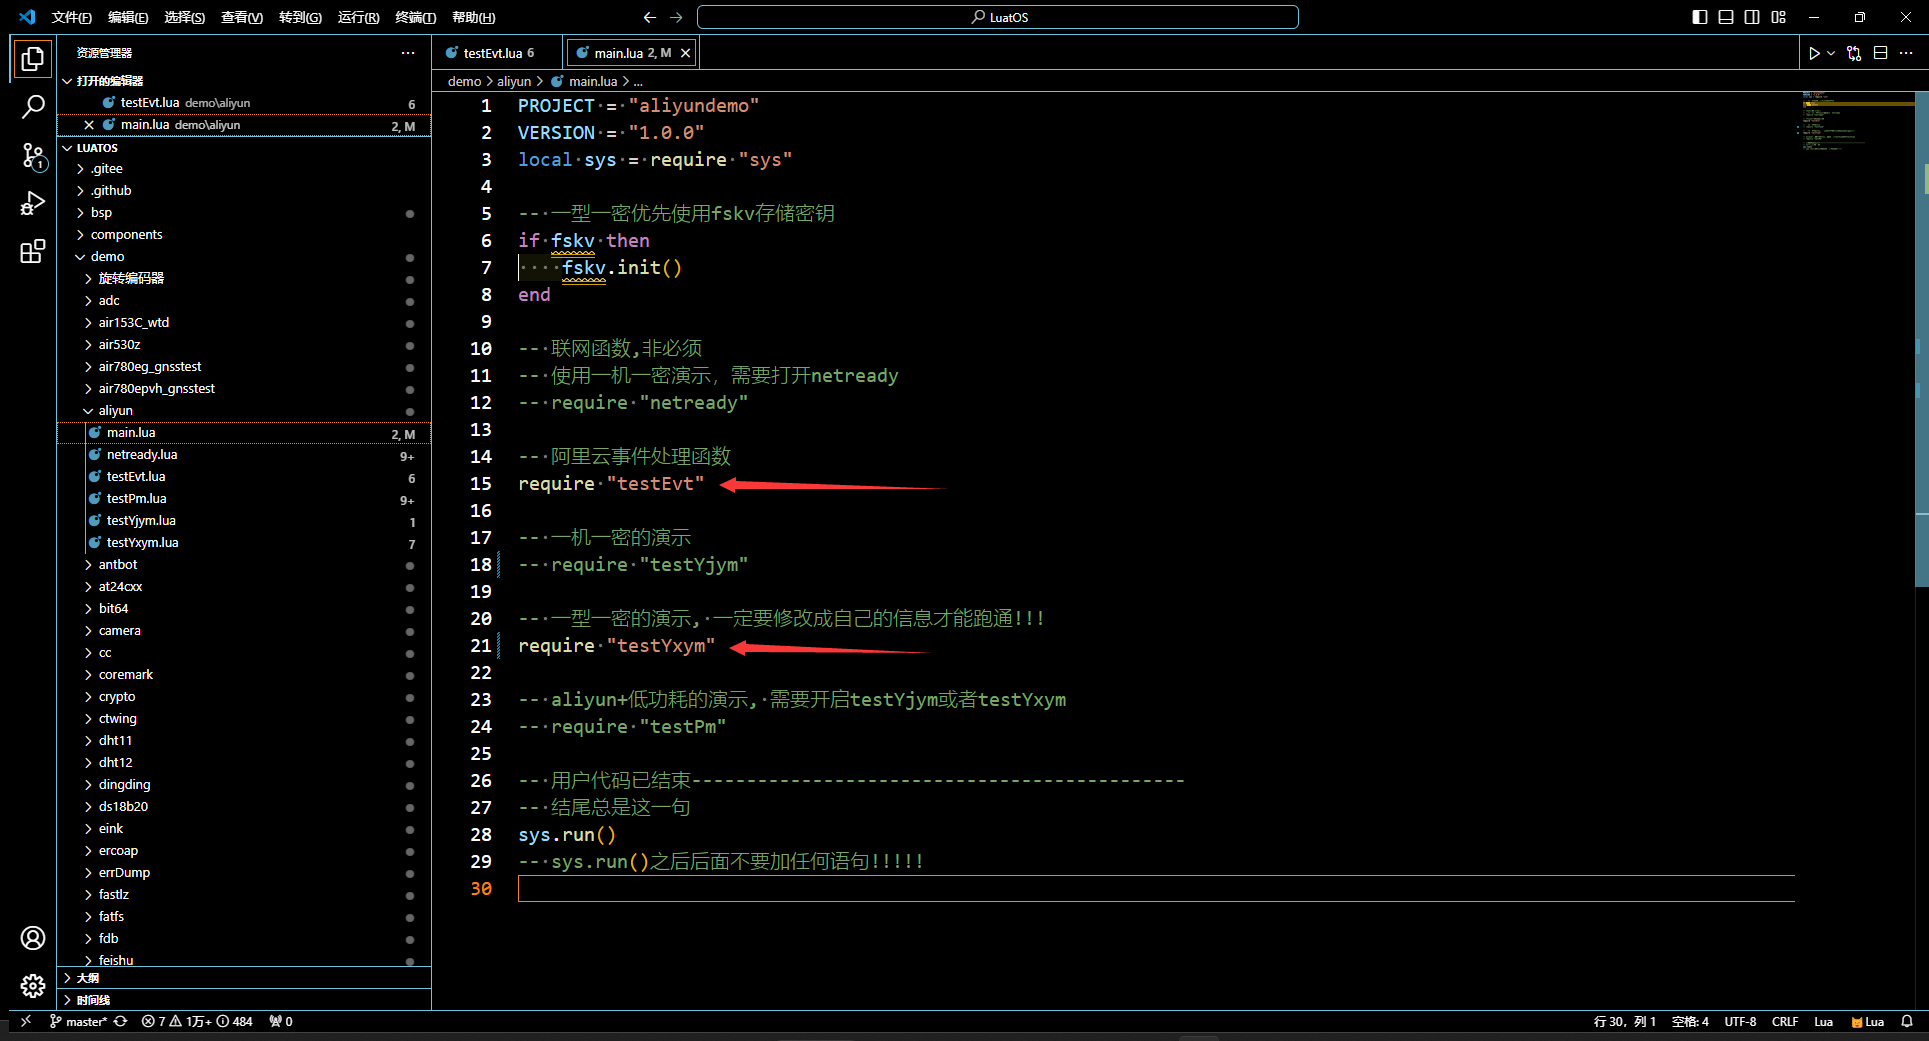 文件(F) 编辑(E) 选择(S) 查看(V) 转到(G) 运行(R) 终端(T) 帮助(H)
LuatOS
资源管理器
打开的编辑器
testEvt.lua demo\aliyun 6
main.lua demo\aliyun 2, M
LUATOS
.gitee
.github
bsp
components
demo
旋转编码器
adc
air153C_wtd
air530z
air780eg_gnsstest
air780epvh_gnsstest
aliyun
main.lua 2, M
netready.lua 9+
testEvt.lua 6
testPm.lua 9+
testYjym.lua 1
testYxym.lua 7
antbot
at24cxx
bit64
camera
cc
coremark
crypto
ctwing
dht11
dht12
dingding
ds18b20
eink
ercoap
errDump
fastlz
fatfs
fdb
feishu
大纲
时间线
testEvt.lua 6 main.lua 2, M
demo > aliyun > main.lua > ...
1 PROJECT = "aliyundemo"
2 VERSION = "1.0.0"
3 local sys = require "sys"
4
5 -- 一型一密优先使用fskv存储密钥
6 if fskv then
7 fskv.init()
8 end
9
10 -- 联网函数,非必须
11 -- 使用一机一密演示，需要打开netready
12 -- require "netready"
13
14 -- 阿里云事件处理函数
15 require "testEvt"
16
17 -- 一机一密的演示
18 -- require "testYjym"
19
20 -- 一型一密的演示, 一定要修改成自己的信息才能跑通!!!
21 require "testYxym"
22
23 -- aliyun+低功耗的演示, 需要开启testYjym或者testYxym
24 -- require "testPm"
25
26 -- 用户代码已结束---------------------------------------------
27 -- 结尾总是这一句
28 sys.run()
29 -- sys.run()之后后面不要加任何语句!!!!!
30
master* 7 1万+ 484 0
行 30，列 1 空格: 4 UTF-8 CRLF Lua Lua